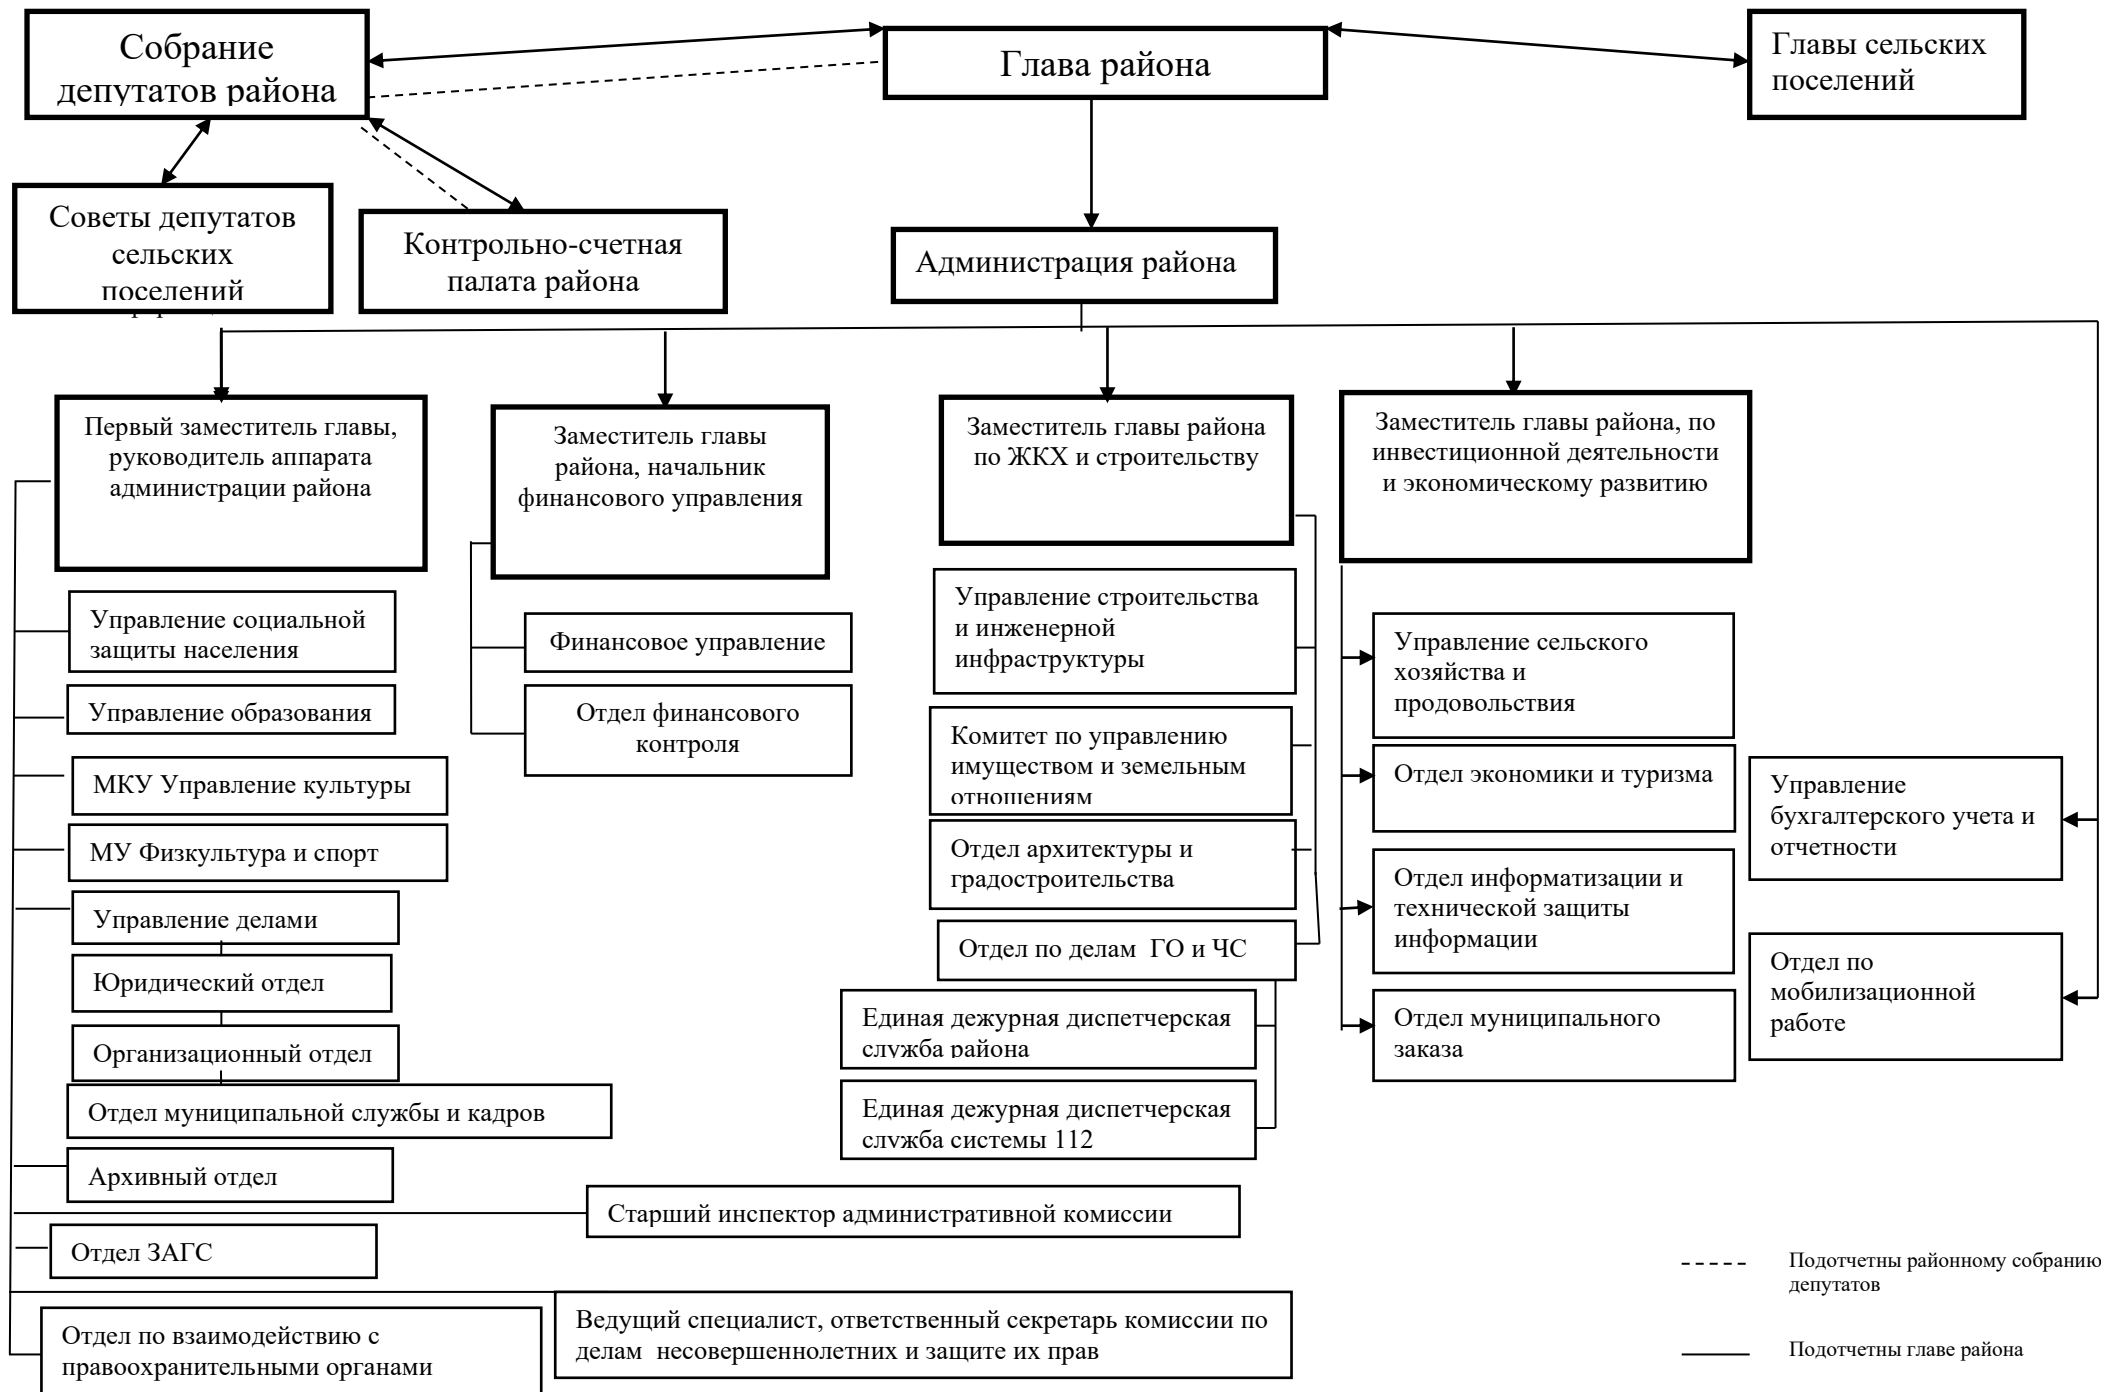 Собрание
депутатов района
Глава района
Главы сельских
поселений
Советы депутатов
сельских
поселений
Контрольно-счетная
палата района
Администрация района
Первый заместитель главы,
руководитель аппарата
администрации района
Заместитель главы
района, начальник
финансового управления
Заместитель главы района
по ЖКХ и строительству
Заместитель главы района, по
инвестиционной деятельности
и экономическому развитию
Управление социальной
защиты населения
Управление образования
МКУ Управление культуры
МУ Физкультура и спорт
Управление делами
Юридический отдел
Организационный отдел
Отдел муниципальной службы и кадров
Архивный отдел
Старший инспектор административной комиссии
Отдел ЗАГС
Отдел по взаимодействию с
правоохранительными органами
Ведущий специалист, ответственный секретарь комиссии по
делам  несовершеннолетних и защите их прав
Финансовое управление
Отдел финансового
контроля
Управление строительства
и инженерной
инфраструктуры
Комитет по управлению
имуществом и земельным
отношениям
Отдел архитектуры и
градостроительства
Отдел по делам  ГО и ЧС
Единая дежурная диспетчерская
служба района
Единая дежурная диспетчерская
служба системы 112
Управление сельского
хозяйства и
продовольствия
Отдел экономики и туризма
Отдел информатизации и
технической защиты
информации
Отдел муниципального
заказа
Управление
бухгалтерского учета и
отчетности
Отдел по
мобилизационной
работе
Подотчетны районному собранию
депутатов
Подотчетны главе района